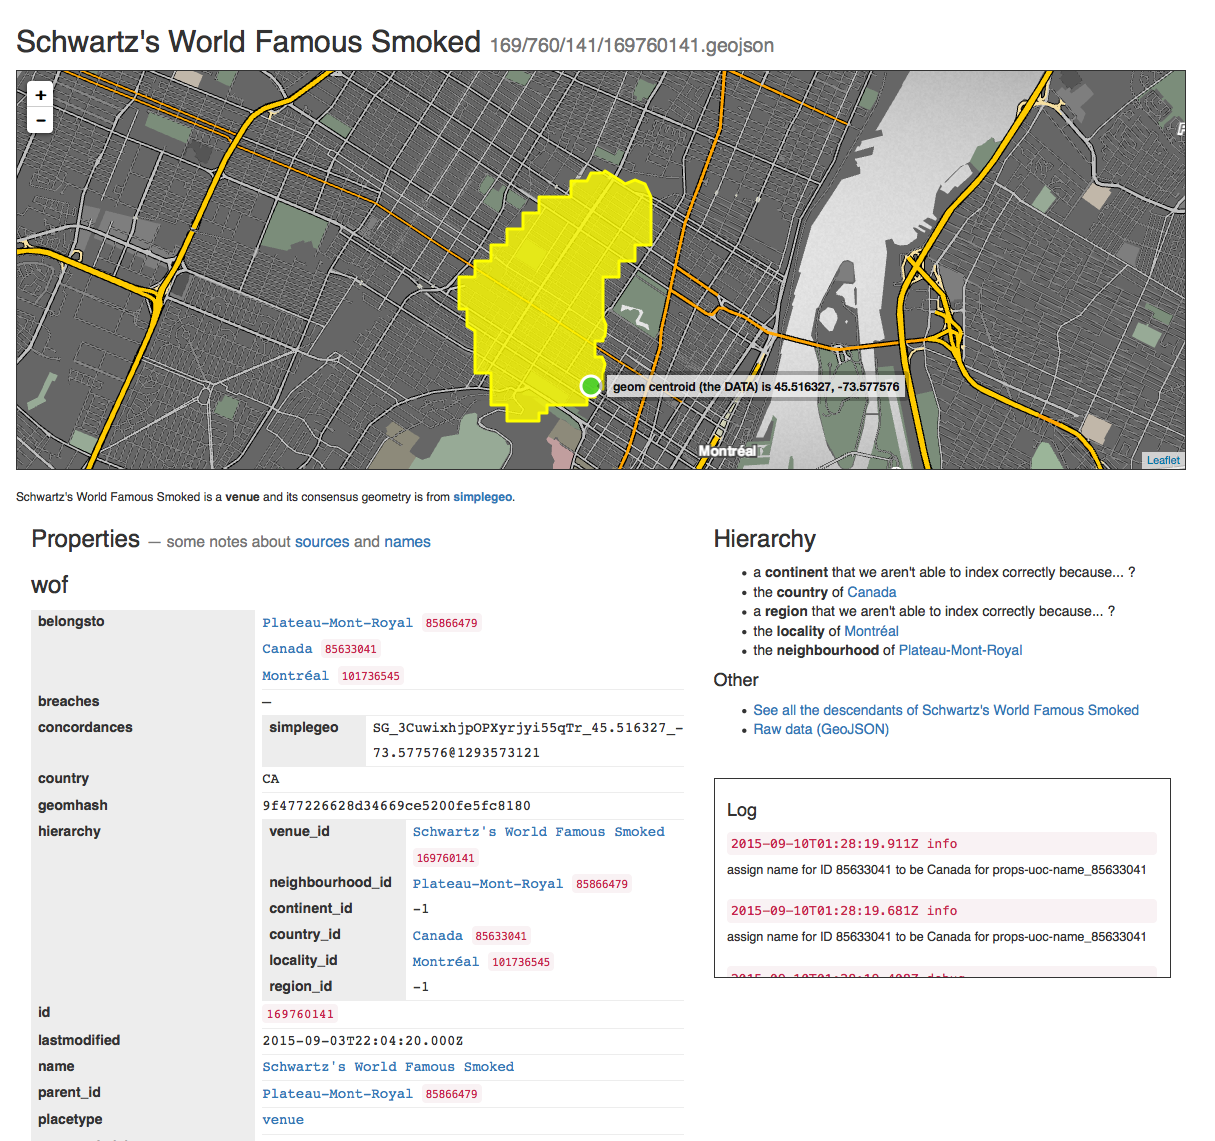 Schwartz's World Famous Smoked 169/760/141/169760141.geojson
+
−
geom centroid (the DATA) is 45.516327, -73.577576
Montréal
Leaflet
Schwartz's World Famous Smoked is a venue and its consensus geometry is from simplegeo.
Properties — some notes about sources and names
wof
belongsto
Plateau-Mont-Royal 85866479
Canada 85633041
Montréal 101736545
breaches
—
concordances
simplegeo
SG_3CuwixhjpOPXyrjyi55qTr_45.516327_-
73.577576@1293573121
country
CA
geomhash
9f477226628d34669ce5200fe5fc8180
hierarchy
venue_id
Schwartz's World Famous Smoked
169760141
neighbourhood_id
Plateau-Mont-Royal 85866479
continent_id
-1
country_id
Canada 85633041
locality_id
Montréal 101736545
region_id
-1
id
169760141
lastmodified
2015-09-03T22:04:20.000Z
name
Schwartz's World Famous Smoked
parent_id
Plateau-Mont-Royal 85866479
placetype
venue
Hierarchy
• a continent that we aren't able to index correctly because... ?
• the country of Canada
• a region that we aren't able to index correctly because... ?
• the locality of Montréal
• the neighbourhood of Plateau-Mont-Royal
Other
• See all the descendants of Schwartz's World Famous Smoked
• Raw data (GeoJSON)
Log
2015-09-10T01:28:19.911Z info
assign name for ID 85633041 to be Canada for props-uoc-name_85633041
2015-09-10T01:28:19.681Z info
assign name for ID 85633041 to be Canada for props-uoc-name_85633041